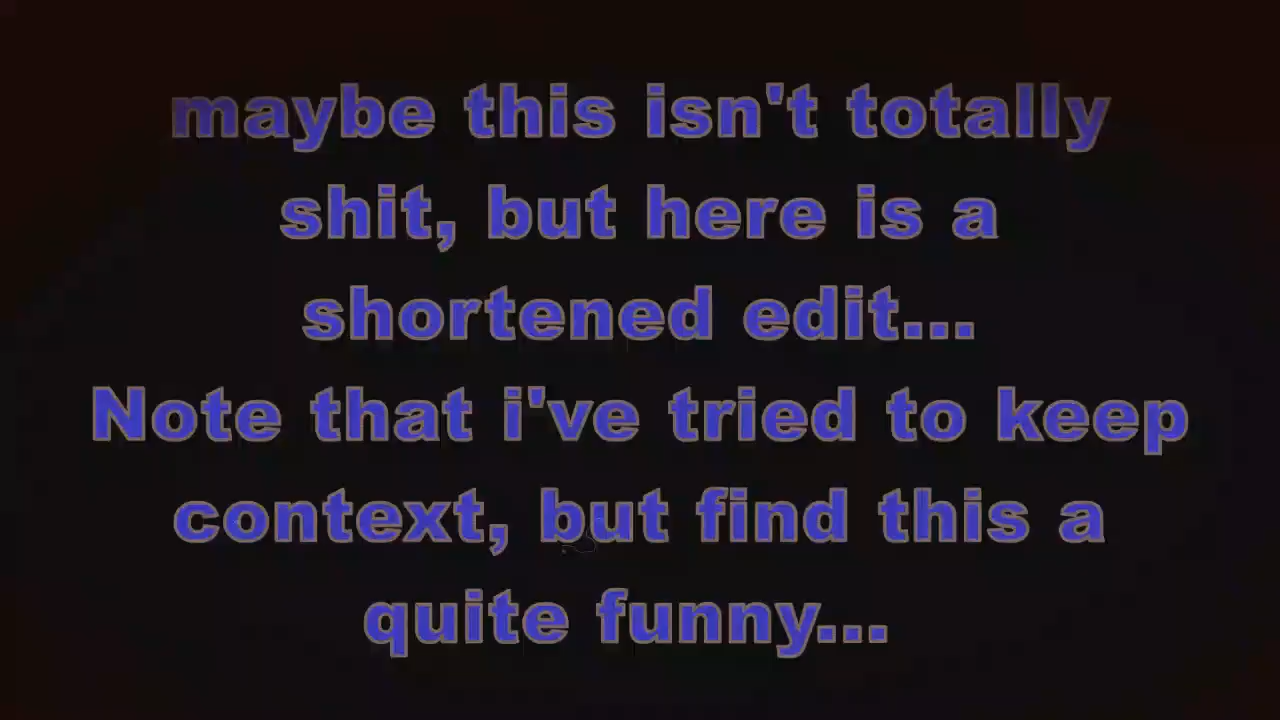 maybe this isn't totally
shit, but here is a
shortened edit...
Note that i've tried to keep
context, but find this a
quite funny...